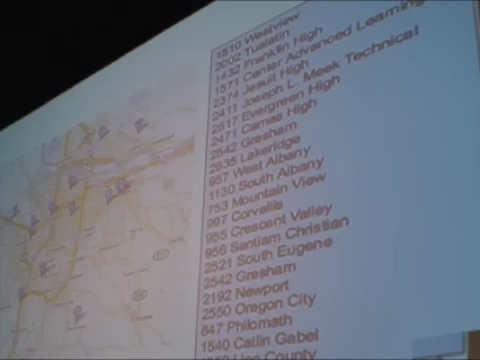 1510 Westview
2002 Tualatin
1432 Franklin High
1571 Center Advanced Learning
2374 Jesuit High
2411 Joseph L. Meek Technical
2517 Evergreen High
2471 Camas High
2542 Gresham
2635 Lakeridge
957 West Albany
1130 South Albany
753 Mountain View
997 Corvallis
955 Crescent Valley
956 Santiam Christian
2521 South Eugene
2542 Gresham
2192 Newport
2550 Oregon City
847 Philomath
1540 Catlin Gabel
Linn County